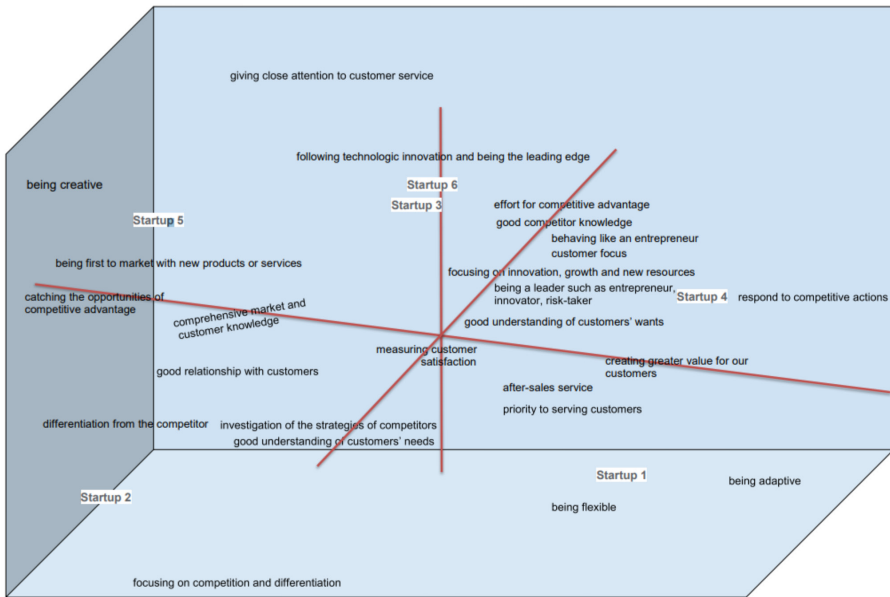 giving close attention to customer service
following technologic innovation and being the leading edge
being creative
Startup 6
Startup 3
effort for competitive advantage
Startup 5
good competitor knowledge
behaving like an entrepreneur
customer focus
being first to market with new products or services
focusing on innovation, growth and new resources
being a leader such as entrepreneur,
innovator, risk-taker
Startup 4
respond to competitive actions
catching the opportunities of
competitive advantage
comprehensive market and
customer knowledge
good understanding of customers' wants
measuring customer
satisfaction
creating greater value for our
customers
good relationship with customers
after-sales service
priority to serving customers
differentiation from the competitor
investigation of the strategies of competitors
good understanding of customers' needs
Startup 1
being adaptive
Startup 2
being flexible
focusing on competition and differentiation